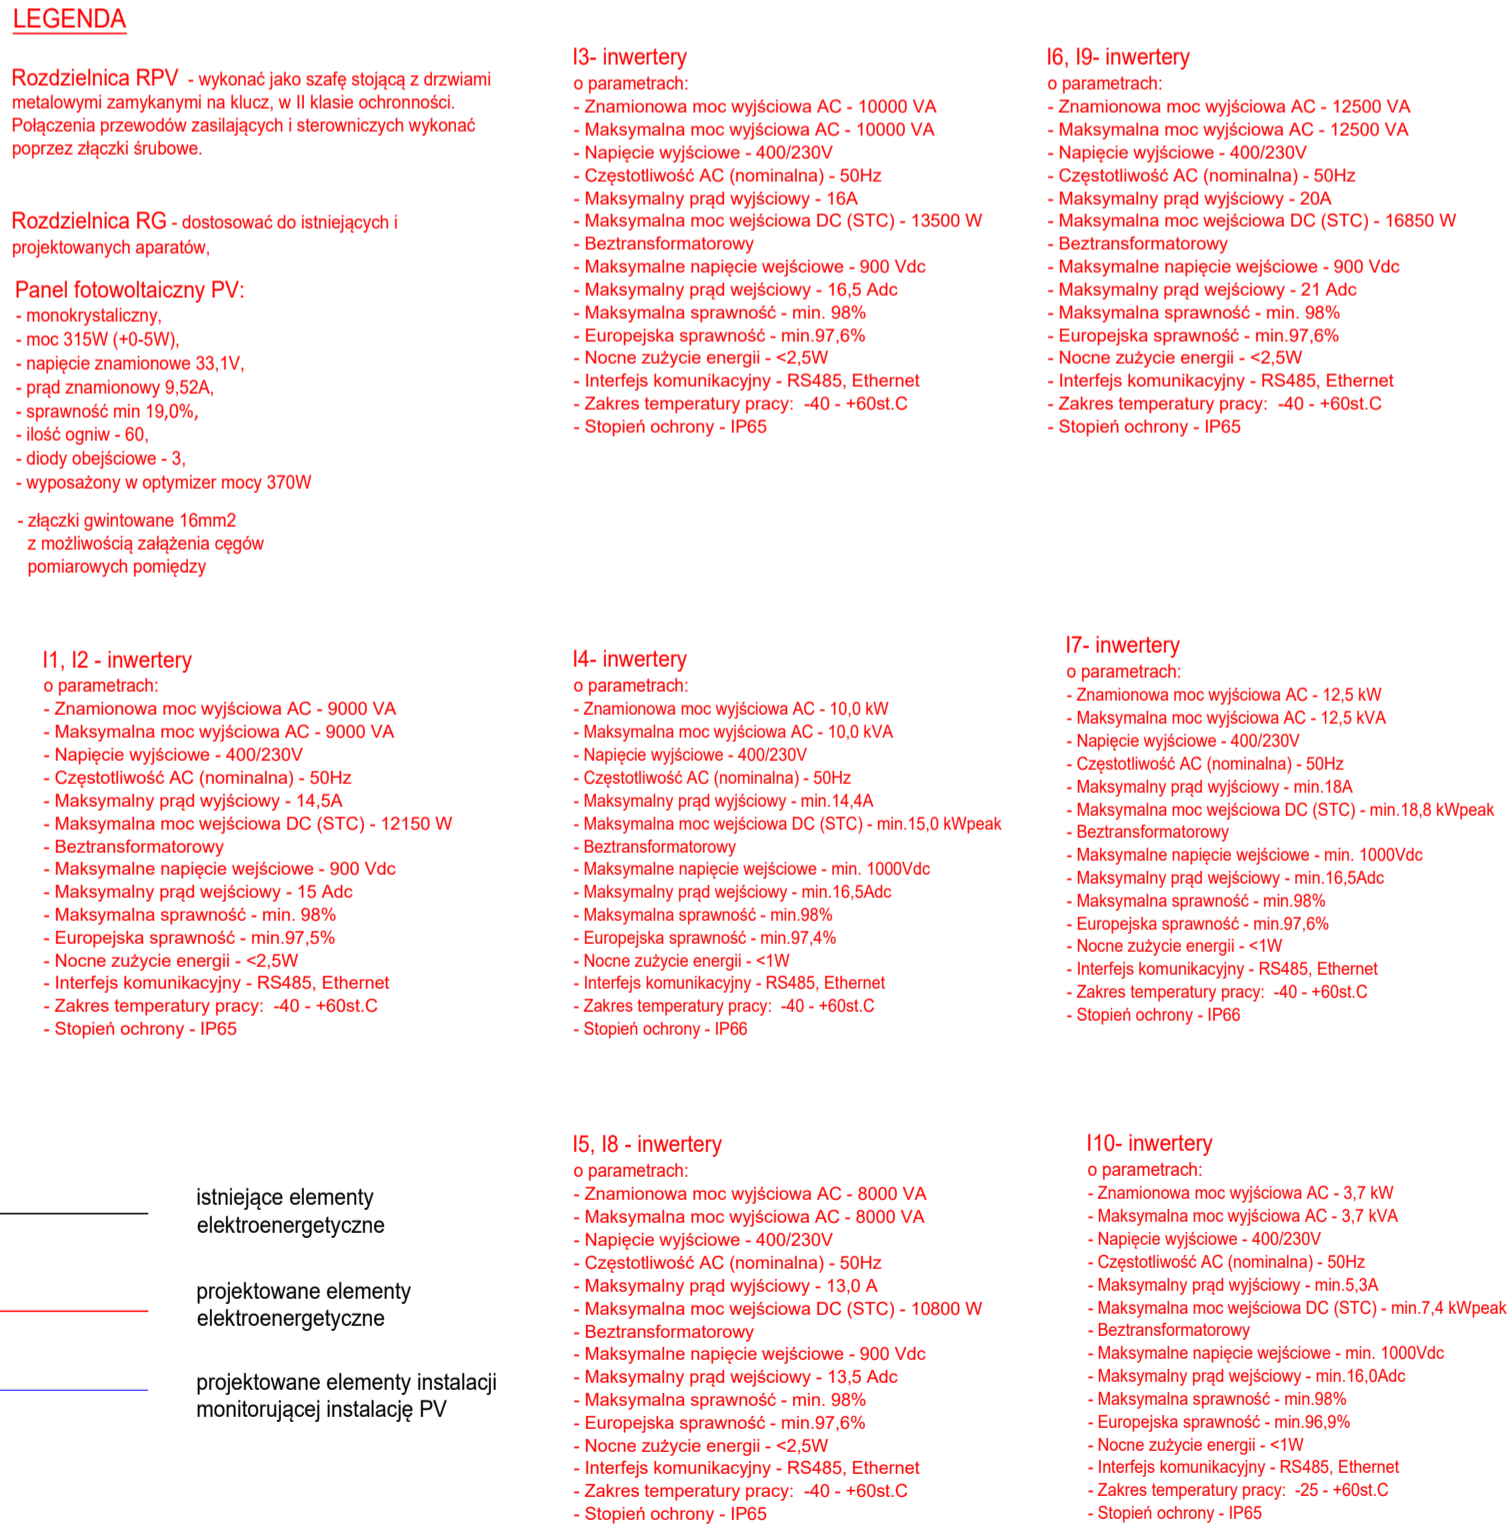 LEGENDA
Rozdzielnica RPV - wykonać jako szafę stojącą z drzwiami
metalowymi zamykanymi na klucz, w II klasie ochronności.
Połączenia przewodów zasilających i sterowniczych wykonać
poprzez złączki śrubowe.
Rozdzielnica RG - dostosować do istniejących i
projektowanych aparatów,
Panel fotowoltaiczny PV:
- monokrystaliczny,
- moc 315W (+0-5W),
- napięcie znamionowe 33,1V,
- prąd znamionowy 9,52A,
- sprawność min 19,0%,
- ilość ogniw - 60,
- diody obejściowe - 3,
- wyposażony w optymizer mocy 370W
- złączki gwintowane 16mm2
z możliwością załążenia cęgów
pomiarowych pomiędzy
I3- inwertery
o parametrach:
- Znamionowa moc wyjściowa AC - 10000 VA
- Maksymalna moc wyjściowa AC - 10000 VA
- Napięcie wyjściowe - 400/230V
- Częstotliwość AC (nominalna) - 50Hz
- Maksymalny prąd wyjściowy - 16A
- Maksymalna moc wejściowa DC (STC) - 13500 W
- Beztransformatorowy
- Maksymalne napięcie wejściowe - 900 Vdc
- Maksymalny prąd wejściowy - 16,5 Adc
- Maksymalna sprawność - min. 98%
- Europejska sprawność - min.97,6%
- Nocne zużycie energii - <2,5W
- Interfejs komunikacyjny - RS485, Ethernet
- Zakres temperatury pracy: -40 - +60st.C
- Stopień ochrony - IP65
I6, I9- inwertery
o parametrach:
- Znamionowa moc wyjściowa AC - 12500 VA
- Maksymalna moc wyjściowa AC - 12500 VA
- Napięcie wyjściowe - 400/230V
- Częstotliwość AC (nominalna) - 50Hz
- Maksymalny prąd wyjściowy - 20A
- Maksymalna moc wejściowa DC (STC) - 16850 W
- Beztransformatorowy
- Maksymalne napięcie wejściowe - 900 Vdc
- Maksymalny prąd wejściowy - 21 Adc
- Maksymalna sprawność - min. 98%
- Europejska sprawność - min.97,6%
- Nocne zużycie energii - <2,5W
- Interfejs komunikacyjny - RS485, Ethernet
- Zakres temperatury pracy: -40 - +60st.C
- Stopień ochrony - IP65
I1, I2 - inwertery
o parametrach:
- Znamionowa moc wyjściowa AC - 9000 VA
- Maksymalna moc wyjściowa AC - 9000 VA
- Napięcie wyjściowe - 400/230V
- Częstotliwość AC (nominalna) - 50Hz
- Maksymalny prąd wyjściowy - 14,5A
- Maksymalna moc wejściowa DC (STC) - 12150 W
- Beztransformatorowy
- Maksymalne napięcie wejściowe - 900 Vdc
- Maksymalny prąd wejściowy - 15 Adc
- Maksymalna sprawność - min. 98%
- Europejska sprawność - min.97,5%
- Nocne zużycie energii - <2,5W
- Interfejs komunikacyjny - RS485, Ethernet
- Zakres temperatury pracy: -40 - +60st.C
- Stopień ochrony - IP65
I4- inwertery
o parametrach:
- Znamionowa moc wyjściowa AC - 10,0 kW
- Maksymalna moc wyjściowa AC - 10,0 kVA
- Napięcie wyjściowe - 400/230V
- Częstotliwość AC (nominalna) - 50Hz
- Maksymalny prąd wyjściowy - min.14,4A
- Maksymalna moc wejściowa DC (STC) - min.15,0 kWpeak
- Beztransformatorowy
- Maksymalne napięcie wejściowe - min. 1000Vdc
- Maksymalny prąd wejściowy - min.16,5Adc
- Maksymalna sprawność - min.98%
- Europejska sprawność - min.97,4%
- Nocne zużycie energii - <1W
- Interfejs komunikacyjny - RS485, Ethernet
- Zakres temperatury pracy: -40 - +60st.C
- Stopień ochrony - IP66
I7- inwertery
o parametrach:
- Znamionowa moc wyjściowa AC - 12,5 kW
- Maksymalna moc wyjściowa AC - 12,5 kVA
- Napięcie wyjściowe - 400/230V
- Częstotliwość AC (nominalna) - 50Hz
- Maksymalny prąd wyjściowy - min.18A
- Maksymalna moc wejściowa DC (STC) - min.18,8 kWpeak
- Beztransformatorowy
- Maksymalne napięcie wejściowe - min. 1000Vdc
- Maksymalny prąd wejściowy - min.16,5Adc
- Maksymalna sprawność - min.98%
- Europejska sprawność - min.97,6%
- Nocne zużycie energii - <1W
- Interfejs komunikacyjny - RS485, Ethernet
- Zakres temperatury pracy: -40 - +60st.C
- Stopień ochrony - IP66
istniejące elementy
elektroenergetyczne
projektowane elementy
elektroenergetyczne
projektowane elementy instalacji
monitorującej instalację PV
I5, I8 - inwertery
o parametrach:
- Znamionowa moc wyjściowa AC - 8000 VA
- Maksymalna moc wyjściowa AC - 8000 VA
- Napięcie wyjściowe - 400/230V
- Częstotliwość AC (nominalna) - 50Hz
- Maksymalny prąd wyjściowy - 13,0 A
- Maksymalna moc wejściowa DC (STC) - 10800 W
- Beztransformatorowy
- Maksymalne napięcie wejściowe - 900 Vdc
- Maksymalny prąd wejściowy - 13,5 Adc
- Maksymalna sprawność - min. 98%
- Europejska sprawność - min.97,6%
- Nocne zużycie energii - <2,5W
- Interfejs komunikacyjny - RS485, Ethernet
- Zakres temperatury pracy: -40 - +60st.C
- Stopień ochrony - IP65
I10- inwertery
o parametrach:
- Znamionowa moc wyjściowa AC - 3,7 kW
- Maksymalna moc wyjściowa AC - 3,7 kVA
- Napięcie wyjściowe - 400/230V
- Częstotliwość AC (nominalna) - 50Hz
- Maksymalny prąd wyjściowy - min.5,3A
- Maksymalna moc wejściowa DC (STC) - min.7,4 kWpeak
- Beztransformatorowy
- Maksymalne napięcie wejściowe - min. 1000Vdc
- Maksymalny prąd wejściowy - min.16,0Adc
- Maksymalna sprawność - min.98%
- Europejska sprawność - min.96,9%
- Nocne zużycie energii - <1W
- Interfejs komunikacyjny - RS485, Ethernet
- Zakres temperatury pracy: -25 - +60st.C
- Stopień ochrony - IP65